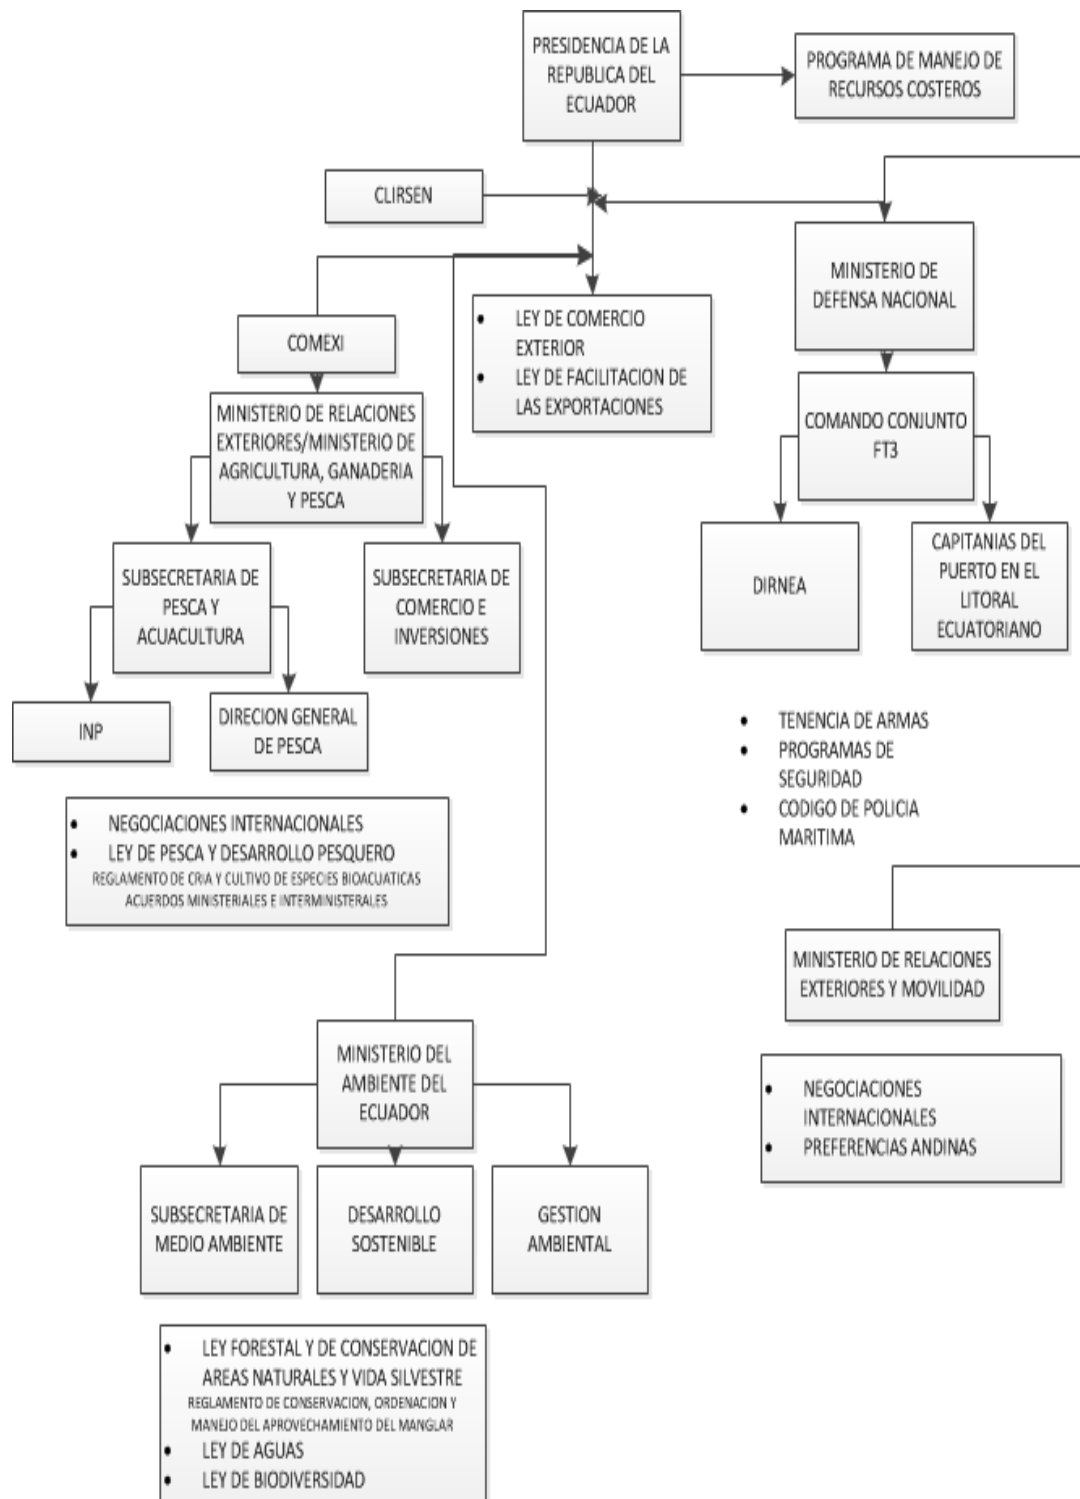 PRESIDENCIA DE LA
REPUBLICA DEL
ECUADOR
PROGRAMA DE MANEJO DE
RECURSOS COSTEROS
CLIRSEN
MINISTERIO DE
DEFENSA NACIONAL
• LEY DE COMERCIO
EXTERIOR
• LEY DE FACILITACION DE
LAS EXPORTACIONES
COMEXI
MINISTERIO DE RELACIONES
EXTERIORES/MINISTERIO DE
AGRICULTURA, GANADERIA
Y PESCA
COMANDO CONJUNTO
FT3
SUBSECRETARIA DE
PESCA Y
ACUACULTURA
SUBSECRETARIA DE
COMERCIO E
INVERSIONES
DIRNEA
CAPITANIAS DEL
PUERTO EN EL
LITORAL
ECUATORIANO
INP
DIRECION GENERAL
DE PESCA
• TENENCIA DE ARMAS
• PROGRAMAS DE
SEGURIDAD
• CODIGO DE POLICIA
MARITIMA
• NEGOCIACIONES INTERNACIONALES
• LEY DE PESCA Y DESARROLLO PESQUERO
REGLAMENTO DE CRIA Y CULTIVO DE ESPECIES BIOACUATICAS
ACUERDOS MINISTERIALES E INTERMINISTERALES
MINISTERIO DE RELACIONES
EXTERIORES Y MOVILIDAD
• NEGOCIACIONES
INTERNACIONALES
• PREFERENCIAS ANDINAS
MINISTERIO DEL
AMBIENTE DEL
ECUADOR
SUBSECRETARIA DE
MEDIO AMBIENTE
DESARROLLO
SOSTENIBLE
GESTION
AMBIENTAL
• LEY FORESTAL Y DE CONSERVACION DE
AREAS NATURALES Y VIDA SILVESTRE
REGLAMENTO DE CONSERVACION, ORDENACION Y
MANEJO DEL APROVECHAMIENTO DEL MANGLAR
• LEY DE AGUAS
• LEY DE BIODIVERSIDAD